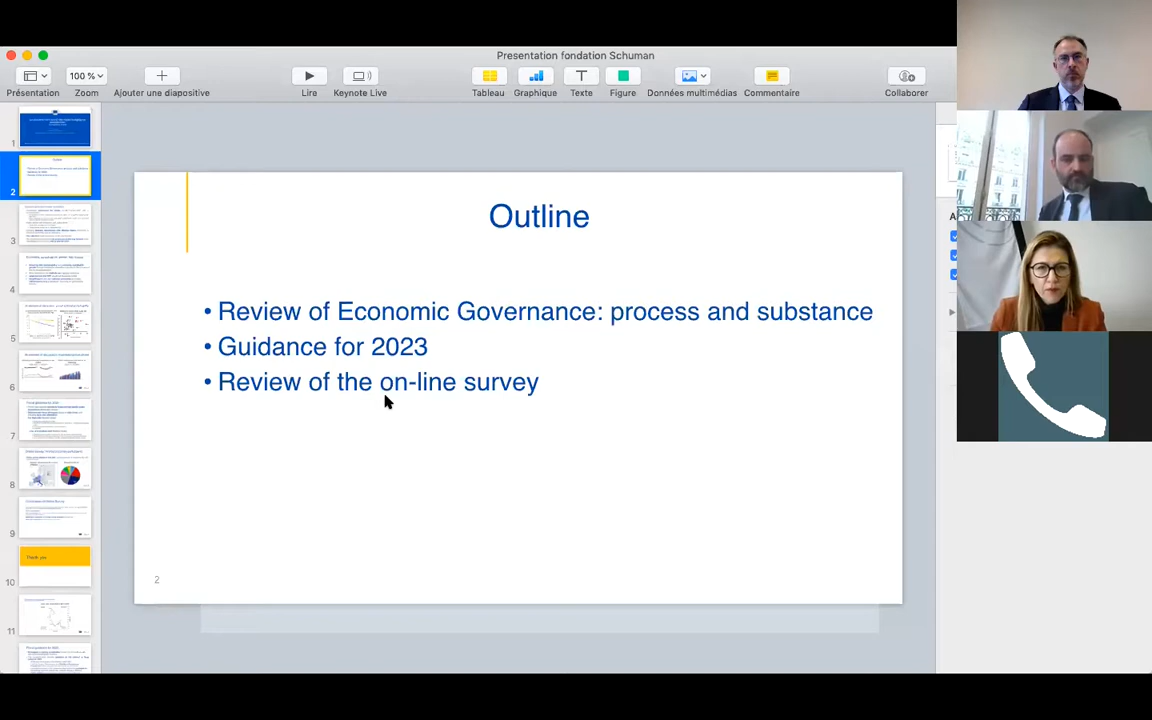 Presentation fondation Schuman
100 %
Présentation
Zoom
Ajouter une diapositive
Lire
Keynote Live
Tableau
Graphique
Texte
Figure
Données multimédias
Commentaire
Collaborer
1
2
3
4
5
6
7
8
9
10
11
Thank you
Outline
• Review of Economic Governance: process and substance
• Guidance for 2023
• Review of the on-line survey
2